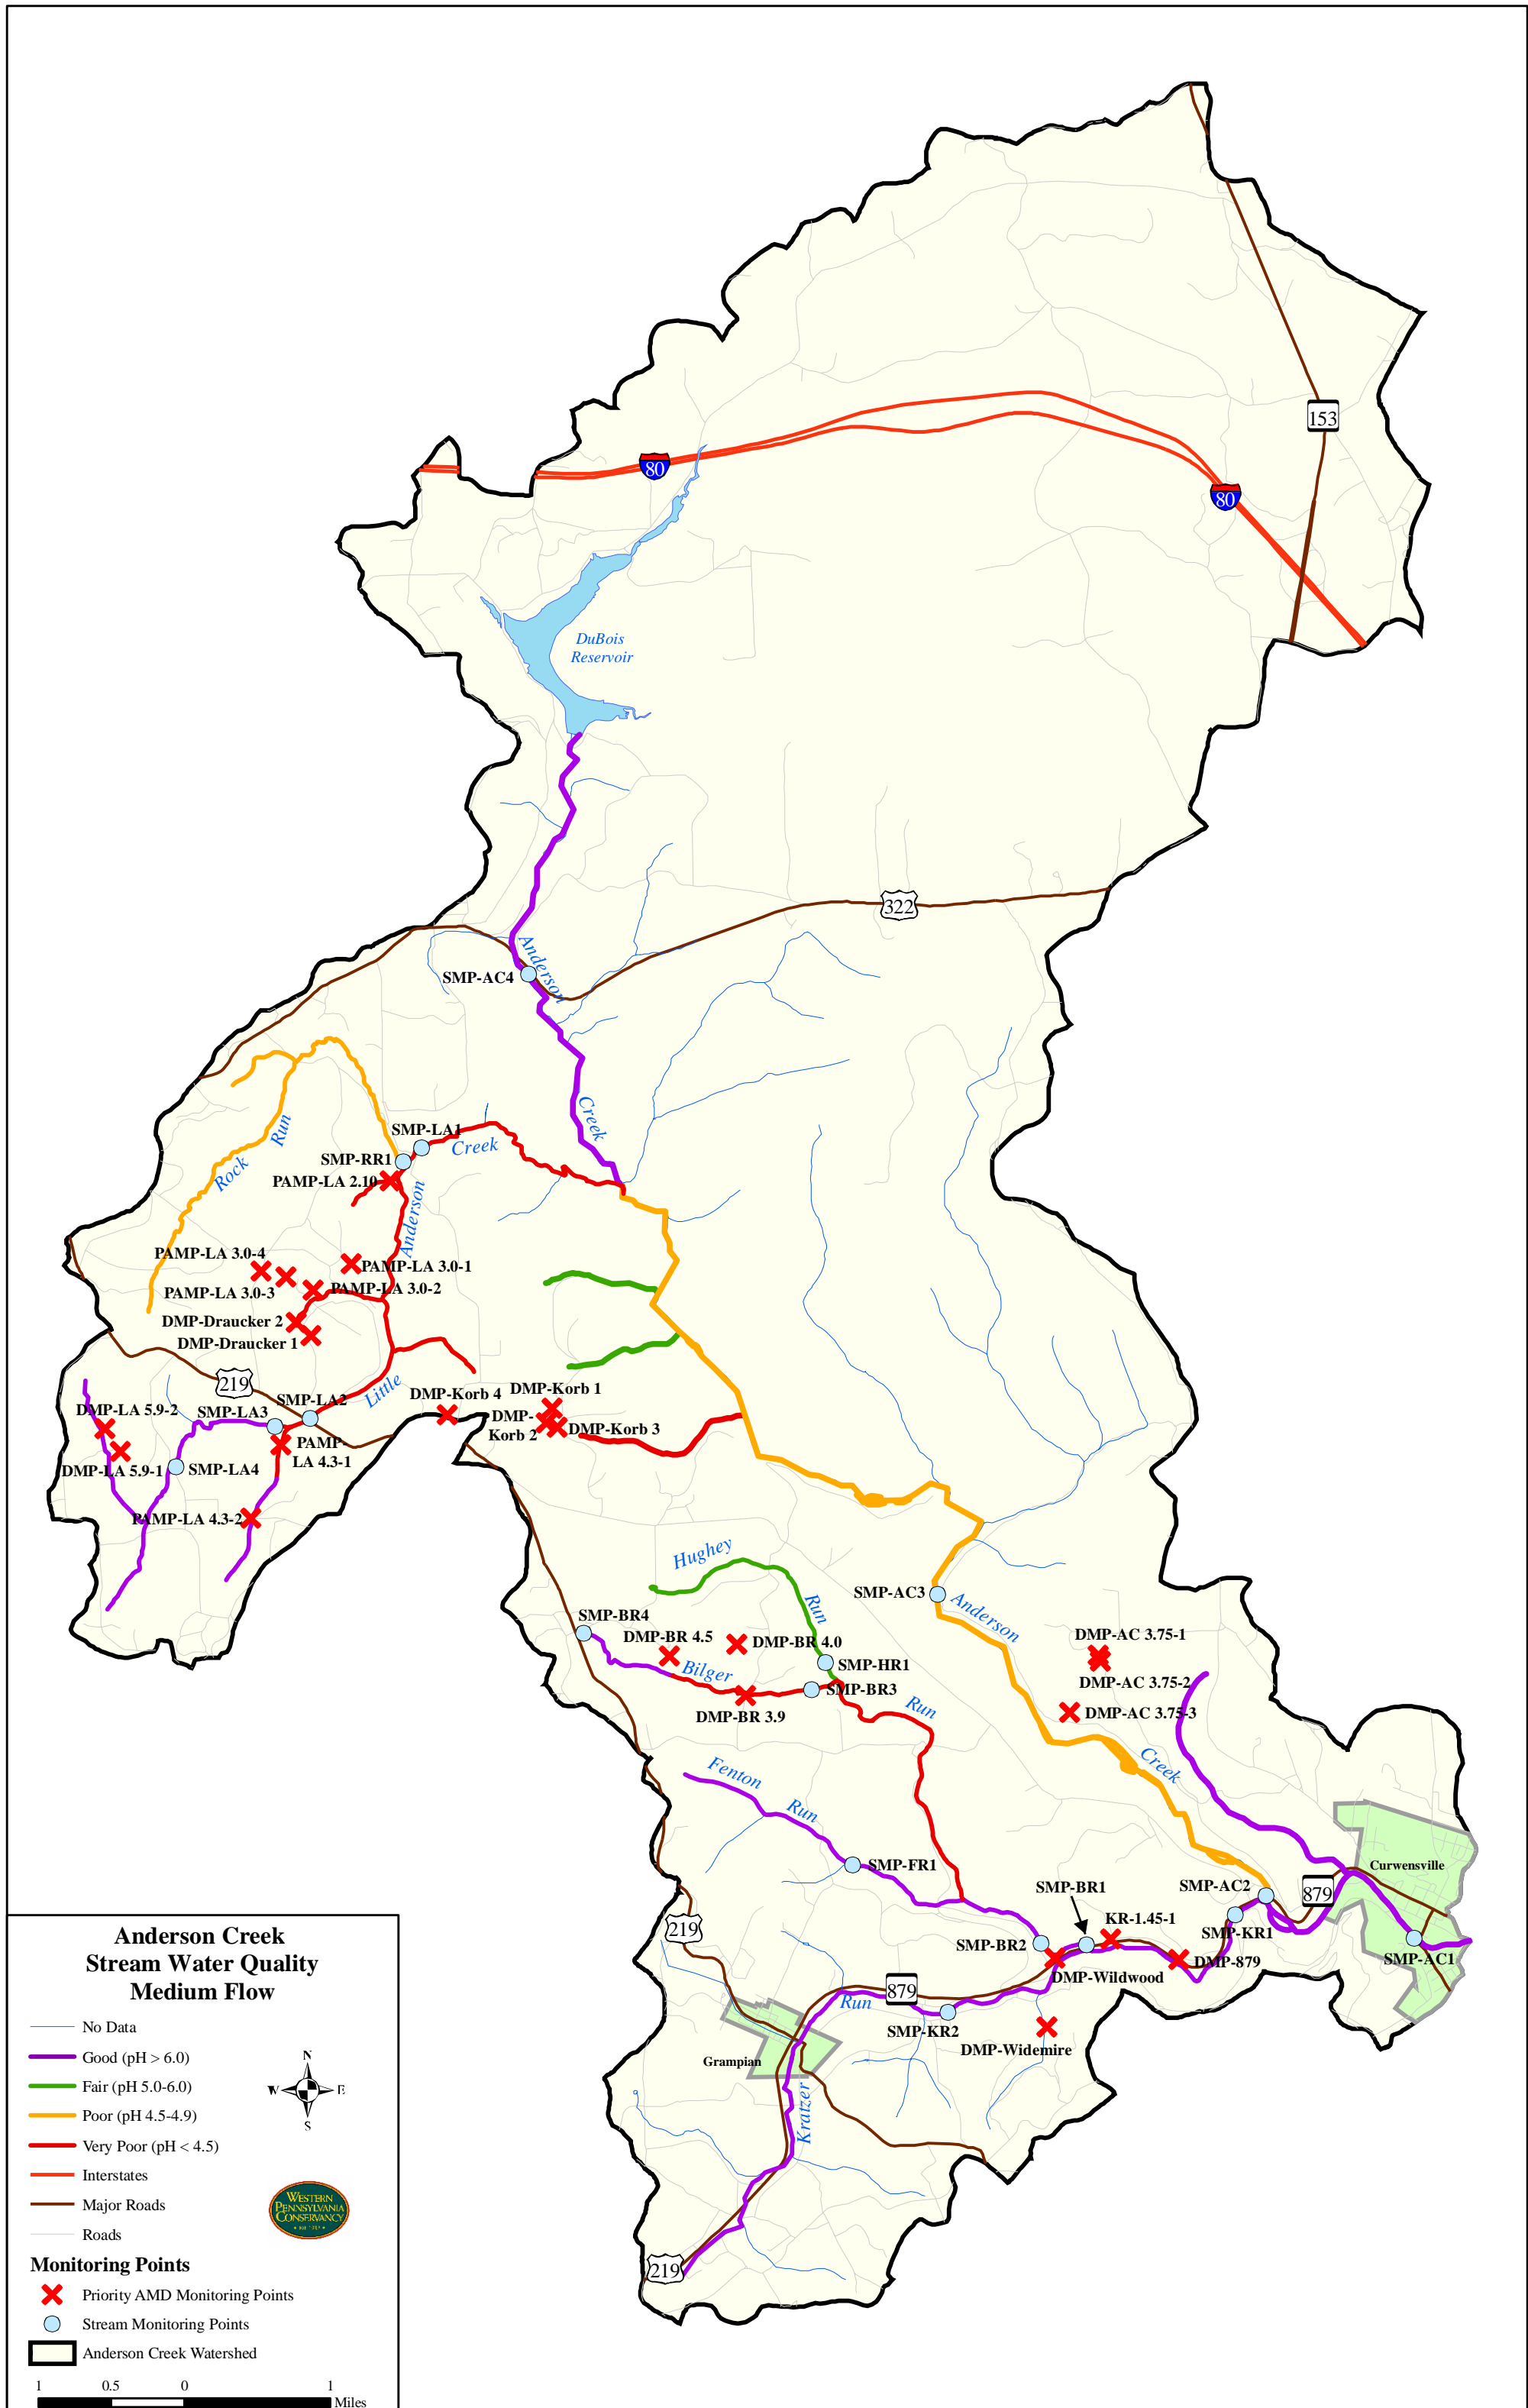 153
80
80
DuBois
Reservoir
322
Anderson
SMP-AC4
Creek
SMP-LA1
Creek
SMP-RR1
Run
Rock
PAMP-LA 2.10
Anderson
PAMP-LA 3.0-4
PAMP-LA 3.0-1
PAMP-LA 3.0-3
PAMP-LA 3.0-2
DMP-Draucker 2
DMP-Draucker 1
219
Little
SMP-LA2
DMP-Korb 4
DMP-Korb 1
DMP-LA 5.9-2
SMP-LA3
DMP-
Korb 2
DMP-Korb 3
PAMP-
LA 4.3-1
DMP-LA 5.9-1
SMP-LA4
PAMP-LA 4.3-2
Hughey
Run
SMP-AC3
Anderson
SMP-BR4
DMP-BR 4.5
DMP-BR 4.0
DMP-AC 3.75-1
SMP-HR1
Bilger
DMP-AC 3.75-2
SMP-BR3
Run
DMP-BR 3.9
DMP-AC 3.75-3
Creek
Fenton
Run
SMP-FR1
Curwensville
SMP-BR1
SMP-AC2
879
KR-1.45-1
219
SMP-KR1
SMP-BR2
SMP-AC1
DMP-879
DMP-Wildwood
879
Run
SMP-KR2
DMP-Widemire
Grampian
Kratzer
219
Anderson Creek
Stream Water Quality
Medium Flow
No Data
Good (pH > 6.0)
Fair (pH 5.0-6.0)
Poor (pH 4.5-4.9)
Very Poor (pH < 4.5)
Interstates
Major Roads
Roads
N
W
E
S
WESTERN
PENNSYLVANIA
CONSERVANCY
Monitoring Points
Priority AMD Monitoring Points
Stream Monitoring Points
Anderson Creek Watershed
1 0.5 0 1
Miles